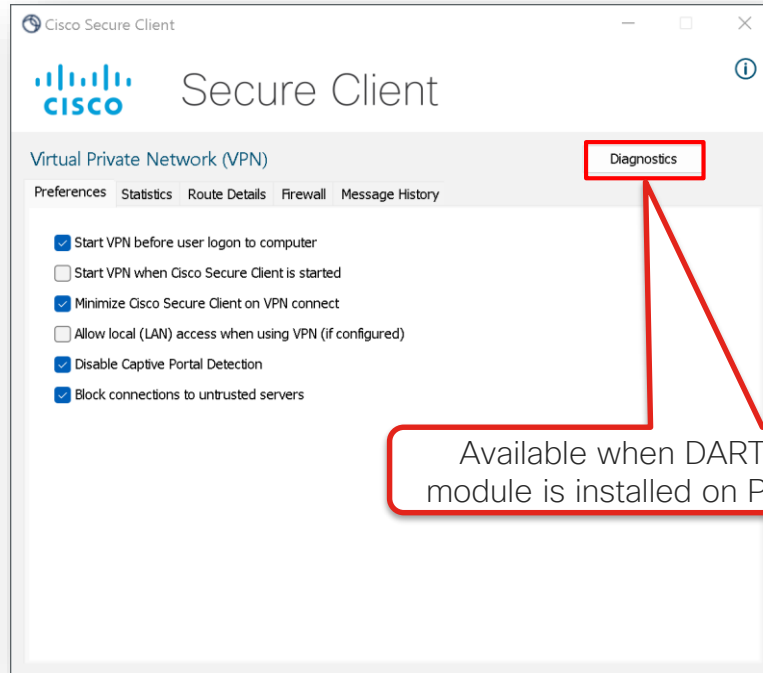 Cisco Secure Client
CISCO
Secure Client
Virtual Private Network (VPN)
Diagnostics
Preferences Statistics Route Details Firewall Message History
Start VPN before user logon to computer
Start VPN when Cisco Secure Client is started
Minimize Cisco Secure Client on VPN connect
Allow local (LAN) access when using VPN (if configured)
Disable Captive Portal Detection
Block connections to untrusted servers
Available when DART
module is installed on